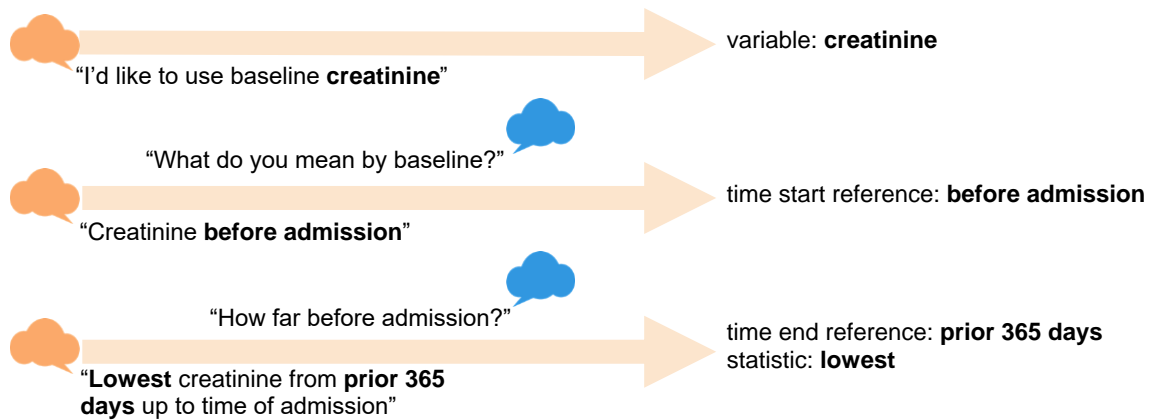 variable: creatinine
“I’d like to use baseline creatinine”
“What do you mean by baseline?”
time start reference: before admission
“Creatinine before admission”
“How far before admission?”
time end reference: prior 365 days
statistic: lowest
“Lowest creatinine from prior 365
days up to time of admission”